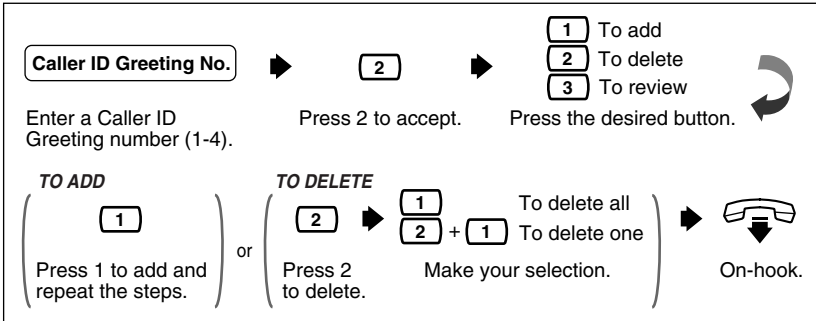 Caller ID Greeting No.
2
1 To add
2 To delete
3 To review
Enter a Caller ID
Greeting number (1-4).
Press 2 to accept.
Press the desired button.
TO ADD
1
Press 1 to add and
repeat the steps.
or
TO DELETE
2
Press 2
to delete.
1 To delete all
2 + 1 To delete one
Make your selection.
On-hook.